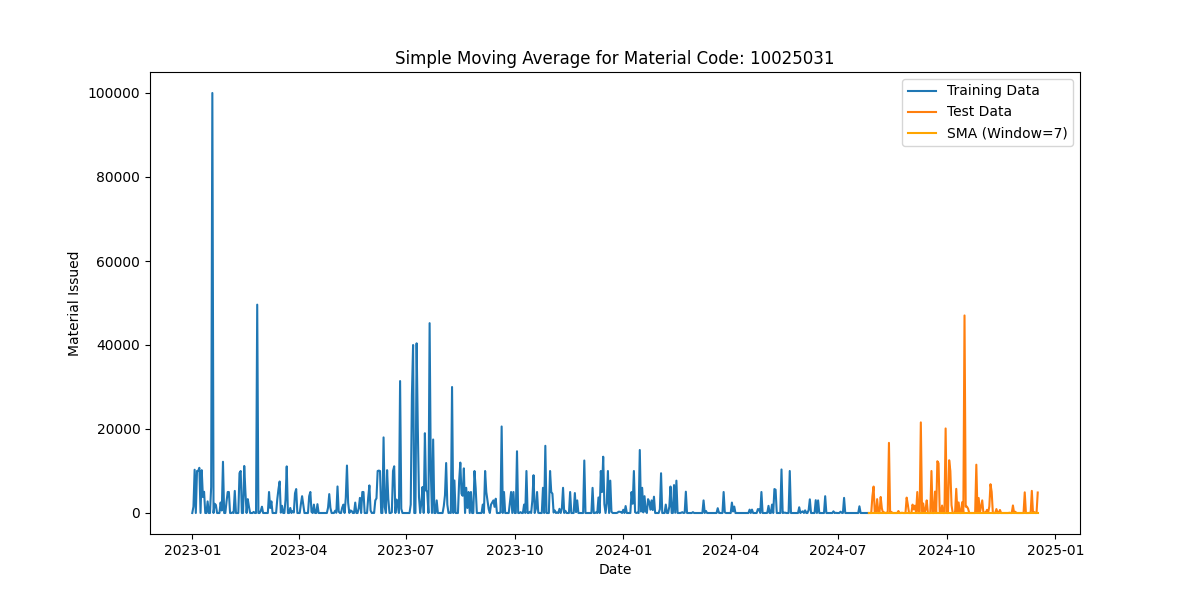 Simple Moving Average for Material Code: 10025031
Training Data
Test Data
SMA (Window=7)
Material Issued
100000
80000
60000
40000
20000
0
2023-01 2023-04 2023-07 2023-10 2024-01 2024-04 2024-07 2024-10 2025-01
Date